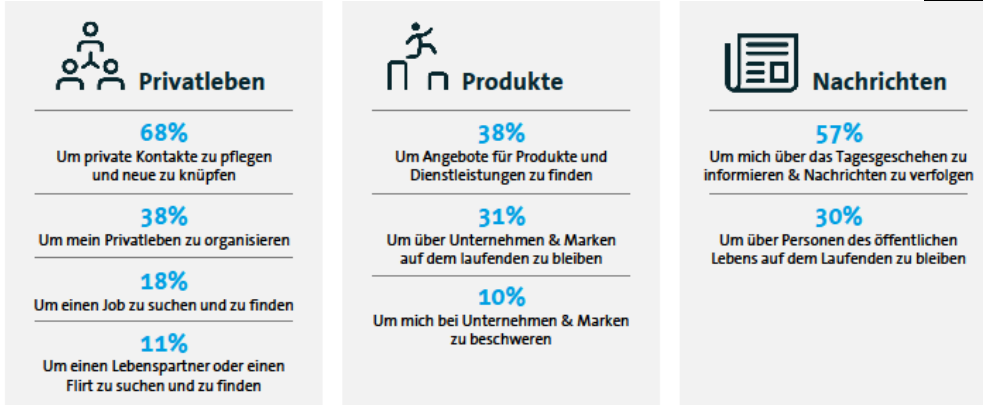 Privatleben
68%
Um private Kontakte zu pflegen
und neue zu knüpfen
38%
Um mein Privatleben zu organisieren
18%
Um einen Job zu suchen und zu finden
11%
Um einen Lebenspartner oder einen
Flirt zu suchen und zu finden
Produkte
38%
Um Angebote für Produkte und
Dienstleistungen zu finden
31%
Um über Unternehmen & Marken
auf dem laufenden zu bleiben
10%
Um mich bei Unternehmen & Marken
zu beschweren
Nachrichten
57%
Um mich über das Tagesgeschehen zu
informieren & Nachrichten zu verfolgen
30%
Um über Personen des öffentlichen
Lebens auf dem Laufenden zu bleiben